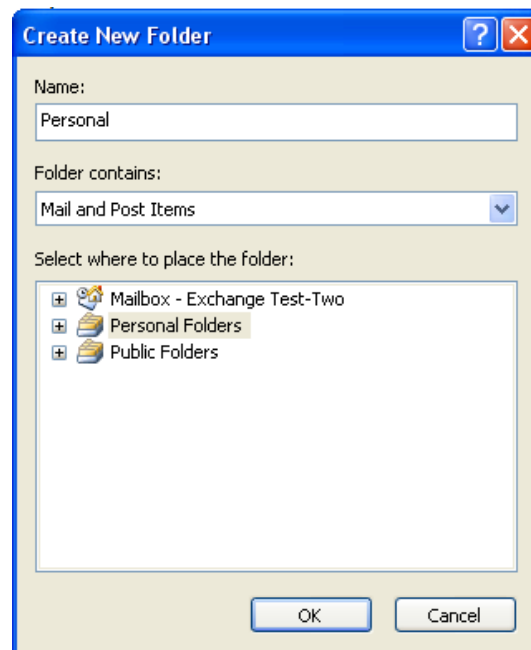 Create New Folder
?
Name:
Personal
Folder contains:
Mail and Post Items
Select where to place the folder:
Mailbox - Exchange Test-Two
Personal Folders
Public Folders
OK Cancel